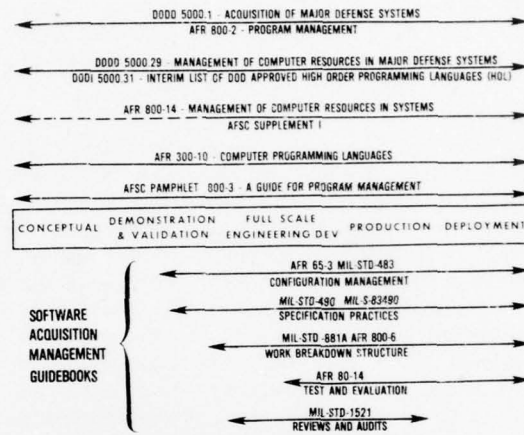 DODD 5000.1 - ACQUISITION OF MAJOR DEFENSE SYSTEMS
AFR 800-2 - PROGRAM MANAGEMENT
DODD 5000.29 - MANAGEMENT OF COMPUTER RESOURCES IN MAJOR DEFENSE SYSTEMS
DODI 5000.31 - INTERIM LIST OF DOD APPROVED HIGH ORDER PROGRAMMING LANGUAGES (HOL)
AFR 800-14 - MANAGEMENT OF COMPUTER RESOURCES IN SYSTEMS
AFSC SUPPLEMENT I
AFR 300-10 - COMPUTER PROGRAMMING LANGUAGES
AFSC PAMPHLET 800-3 - A GUIDE FOR PROGRAM MANAGEMENT
CONCEPTUAL DEMONSTRATION & VALIDATION FULL SCALE ENGINEERING DEV PRODUCTION DEPLOYMENT
SOFTWARE
ACQUISITION
MANAGEMENT
GUIDEBOOKS
AFR 65-3 MIL-STD-483
CONFIGURATION MANAGEMENT
MIL-STD-490 MIL-S-83490
SPECIFICATION PRACTICES
MIL-STD-881A AFR 800-6
WORK BREAKDOWN STRUCTURE
AFR 80-14
TEST AND EVALUATION
MIL-STD-1521
REVIEWS AND AUDITS